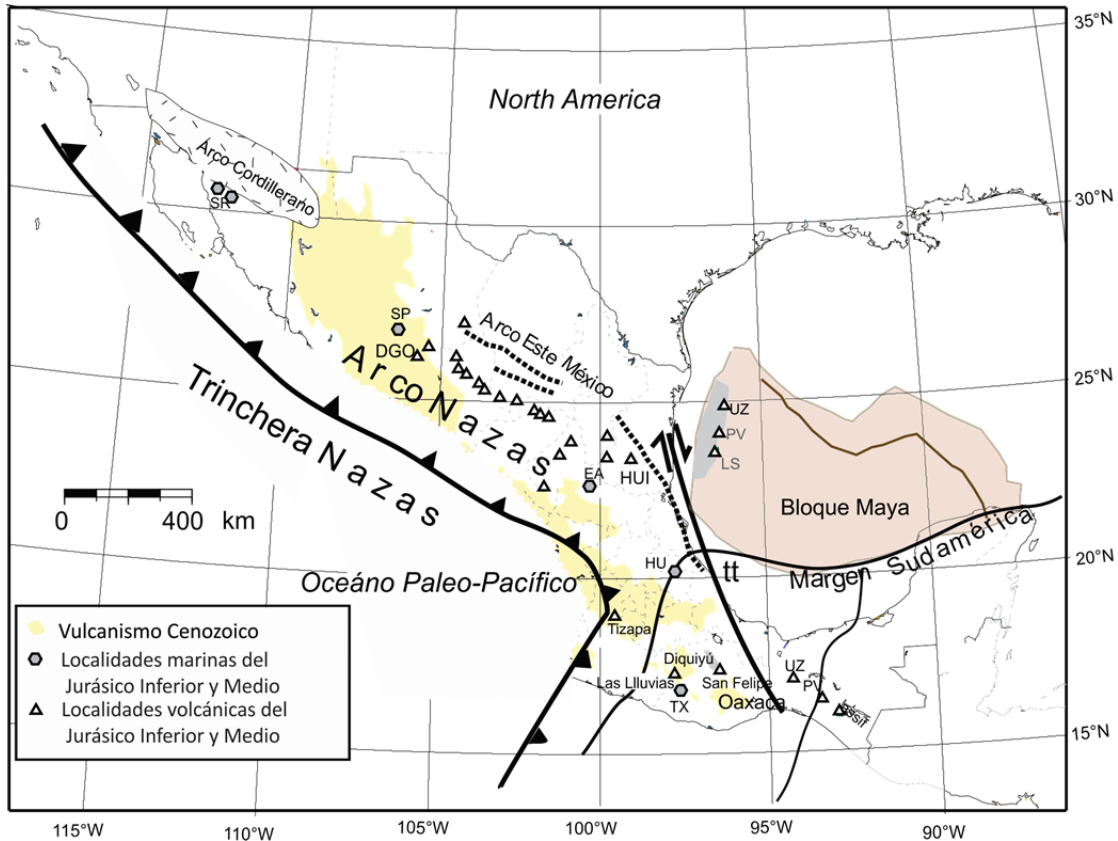 35°N
North America
Arco Cordillerano
SR
30°N
SP
DGO
Arco Este México
Arco Nazas
Trinchera Nazas
25°N
UZ
PV
LS
EA
HUI
Bloque Maya
0 400 km
20°N
HU
tt
Margen Sudamérica
Océano Paleo-Pacífico
Tizapa
Diquiyú
Las Lluvias
San Felipe
TX
Oaxaca
UZ
PV
15°N
Vulcanismo Cenozoico
Localidades marinas del
Jurásico Inferior y Medio
Localidades volcánicas del
Jurásico Inferior y Medio
115°W
110°W
105°W
100°W
95°W
90°W